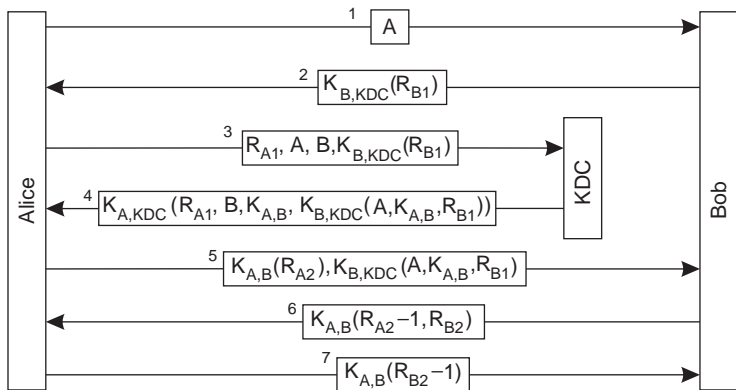 1 A
2 K_B,KDC(R_B1)
3 R_A1, A, B,K_B,KDC(R_B1)
4 K_A,KDC(R_A1, B,K_A,B, K_B,KDC(A,K_A,B,R_B1))
5 K_A,B(R_A2),K_B,KDC(A,K_A,B,R_B1)
6 K_A,B(R_A2−1,R_B2)
7 K_A,B(R_B2−1)
Alice
KDC
Bob